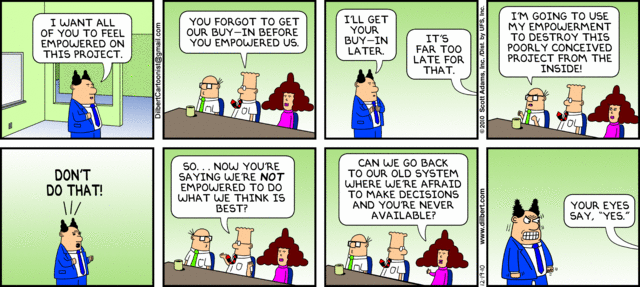 I WANT ALL
OF YOU TO FEEL
EMPOWERED ON
THIS PROJECT.
DilbertCartoonist@gmail.com
YOU FORGOT TO GET
OUR BUY-IN BEFORE
YOU EMPOWERED US.
I'LL GET
YOUR
BUY-IN
LATER.
IT'S
FAR TOO
LATE FOR
THAT.
©2010 Scott Adams, Inc./Dist. by UFS, Inc.
I'M GOING TO USE
MY EMPOWERMENT
TO DESTROY THIS
POORLY CONCEIVED
PROJECT FROM THE
INSIDE!
DON'T
DO THAT!
SO... NOW YOU'RE
SAYING WE'RE NOT
EMPOWERED TO DO
WHAT WE THINK IS
BEST?
CAN WE GO BACK
TO OUR OLD SYSTEM
WHERE WE'RE AFRAID
TO MAKE DECISIONS
AND YOU'RE NEVER
AVAILABLE?
www.dilbert.com
12-19-10
YOUR EYES
SAY, "YES."